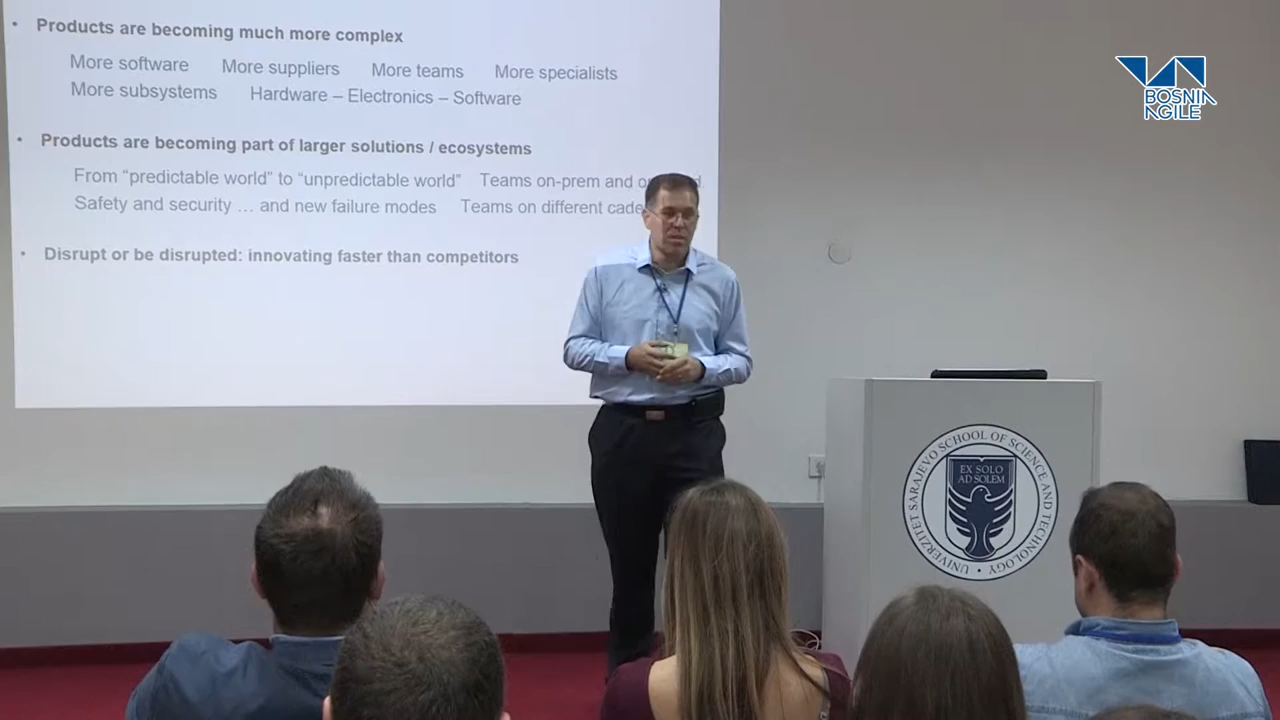 • Products are becoming much more complex
More software More suppliers More teams More specialists
More subsystems Hardware – Electronics – Software
• Products are becoming part of larger solutions / ecosystems
From “predictable world” to “unpredictable world” Teams on-prem and
Safety and security … and new failure modes Teams on different
• Disrupt or be disrupted: innovating faster than competitors
BOSNIA
AGILE
UNIVERZITET SARAJEVO SCHOOL OF SCIENCE AND TECHNOLOGY •
EX SOLO
AD SOLEM